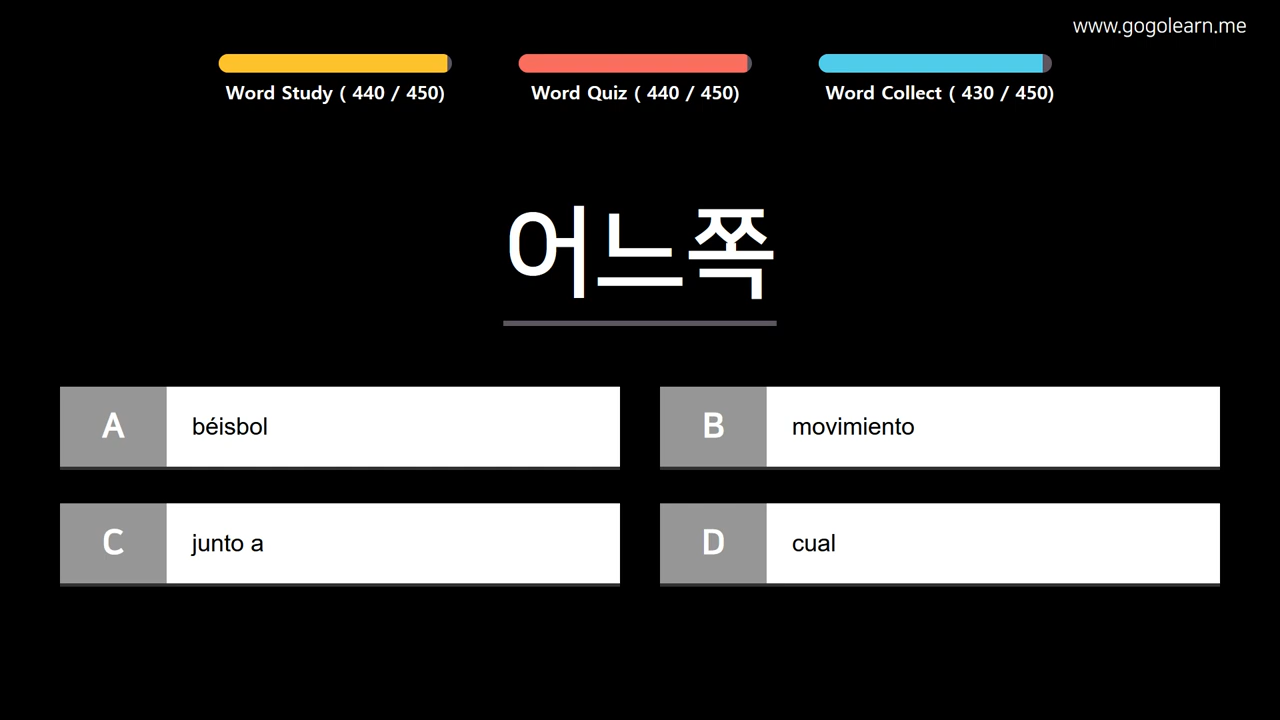 www.gogolearn.me
Word Study ( 440 / 450)
Word Quiz ( 440 / 450)
Word Collect ( 430 / 450)
어느쪽
A béisbol
B movimiento
C junto a
D cual